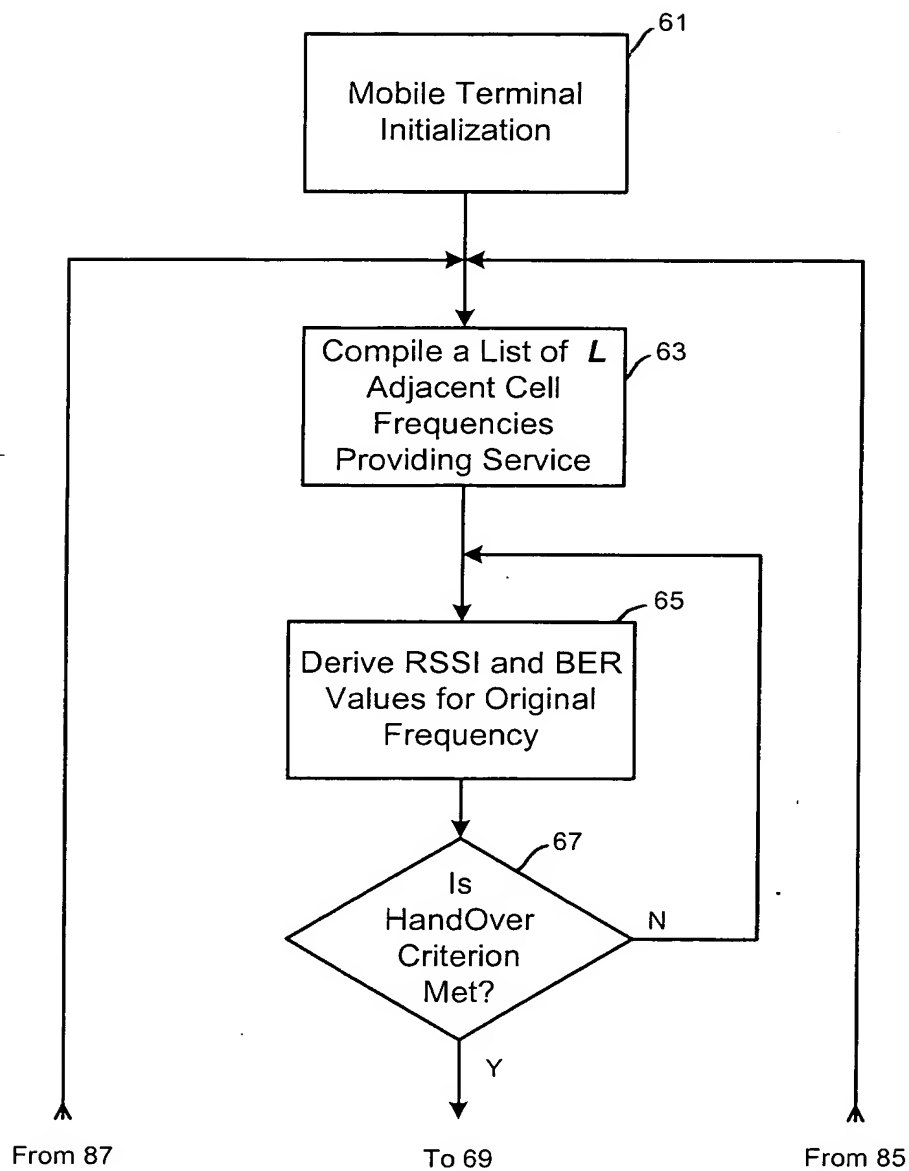 61
Mobile Terminal
Initialization
Compile a List of L
Adjacent Cell
Frequencies
Providing Service
63
65
Derive RSSI and BER
Values for Original
Frequency
67
Is
HandOver
Criterion
Met?
N
Y
From 87
To 69
From 85